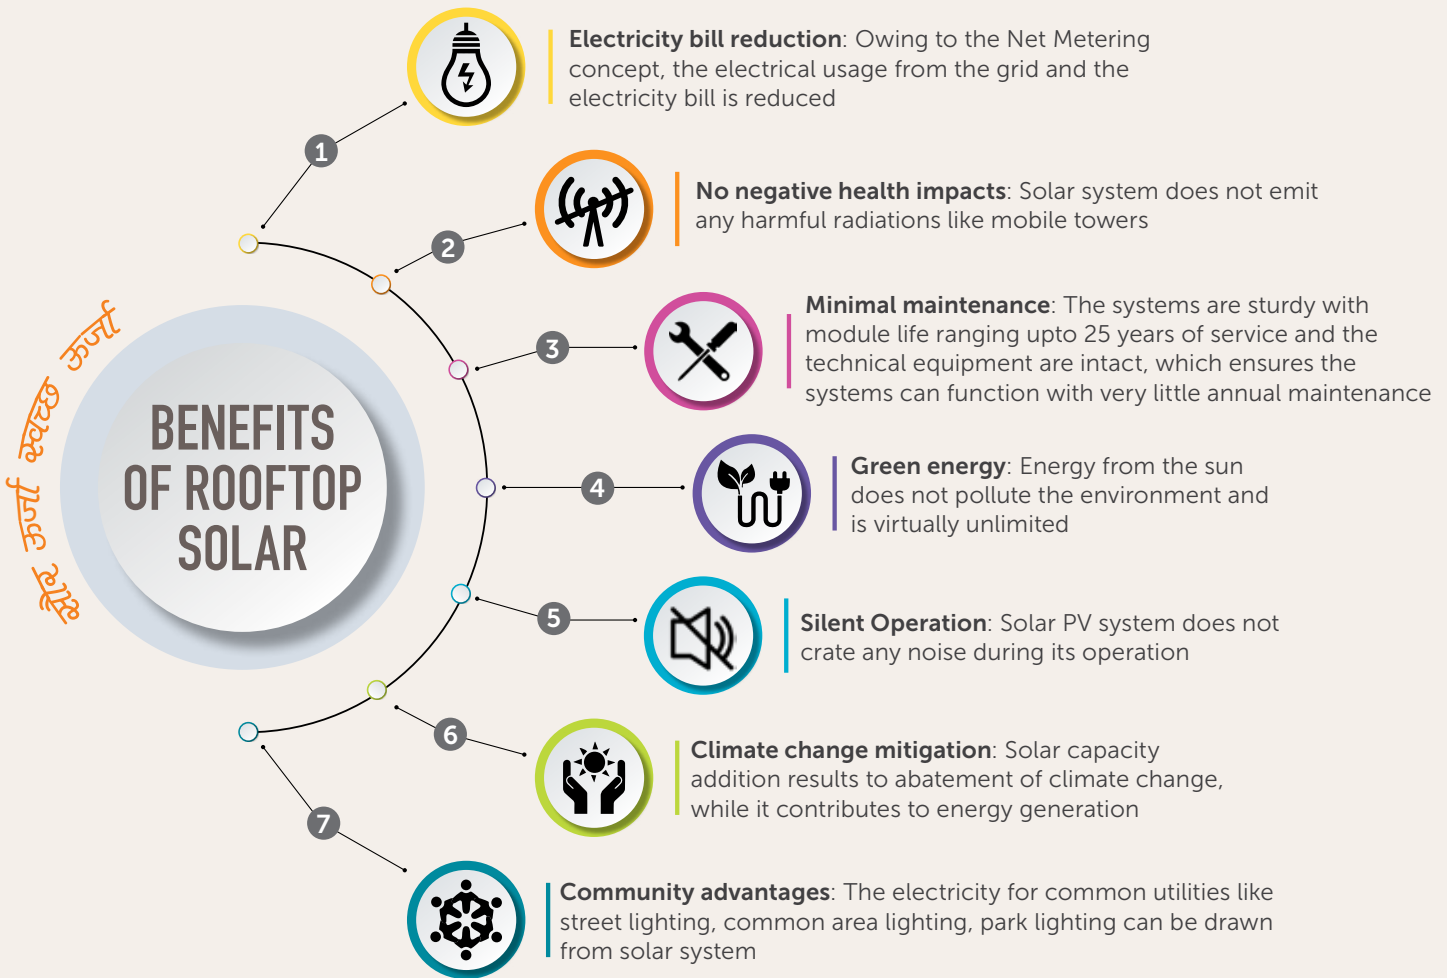 सौर ऊर्जा स्वच्छ ऊर्जा
BENEFITS
OF ROOFTOP
SOLAR
1
Electricity bill reduction: Owing to the Net Metering
concept, the electrical usage from the grid and the
electricity bill is reduced
2
No negative health impacts: Solar system does not emit
any harmful radiations like mobile towers
3
Minimal maintenance: The systems are sturdy with
module life ranging upto 25 years of service and the
technical equipment are intact, which ensures the
systems can function with very little annual maintenance
4
Green energy: Energy from the sun
does not pollute the environment and
is virtually unlimited
5
Silent Operation: Solar PV system does not
crate any noise during its operation
6
Climate change mitigation: Solar capacity
addition results to abatement of climate change,
while it contributes to energy generation
7
Community advantages: The electricity for common utilities like
street lighting, common area lighting, park lighting can be drawn
from solar system